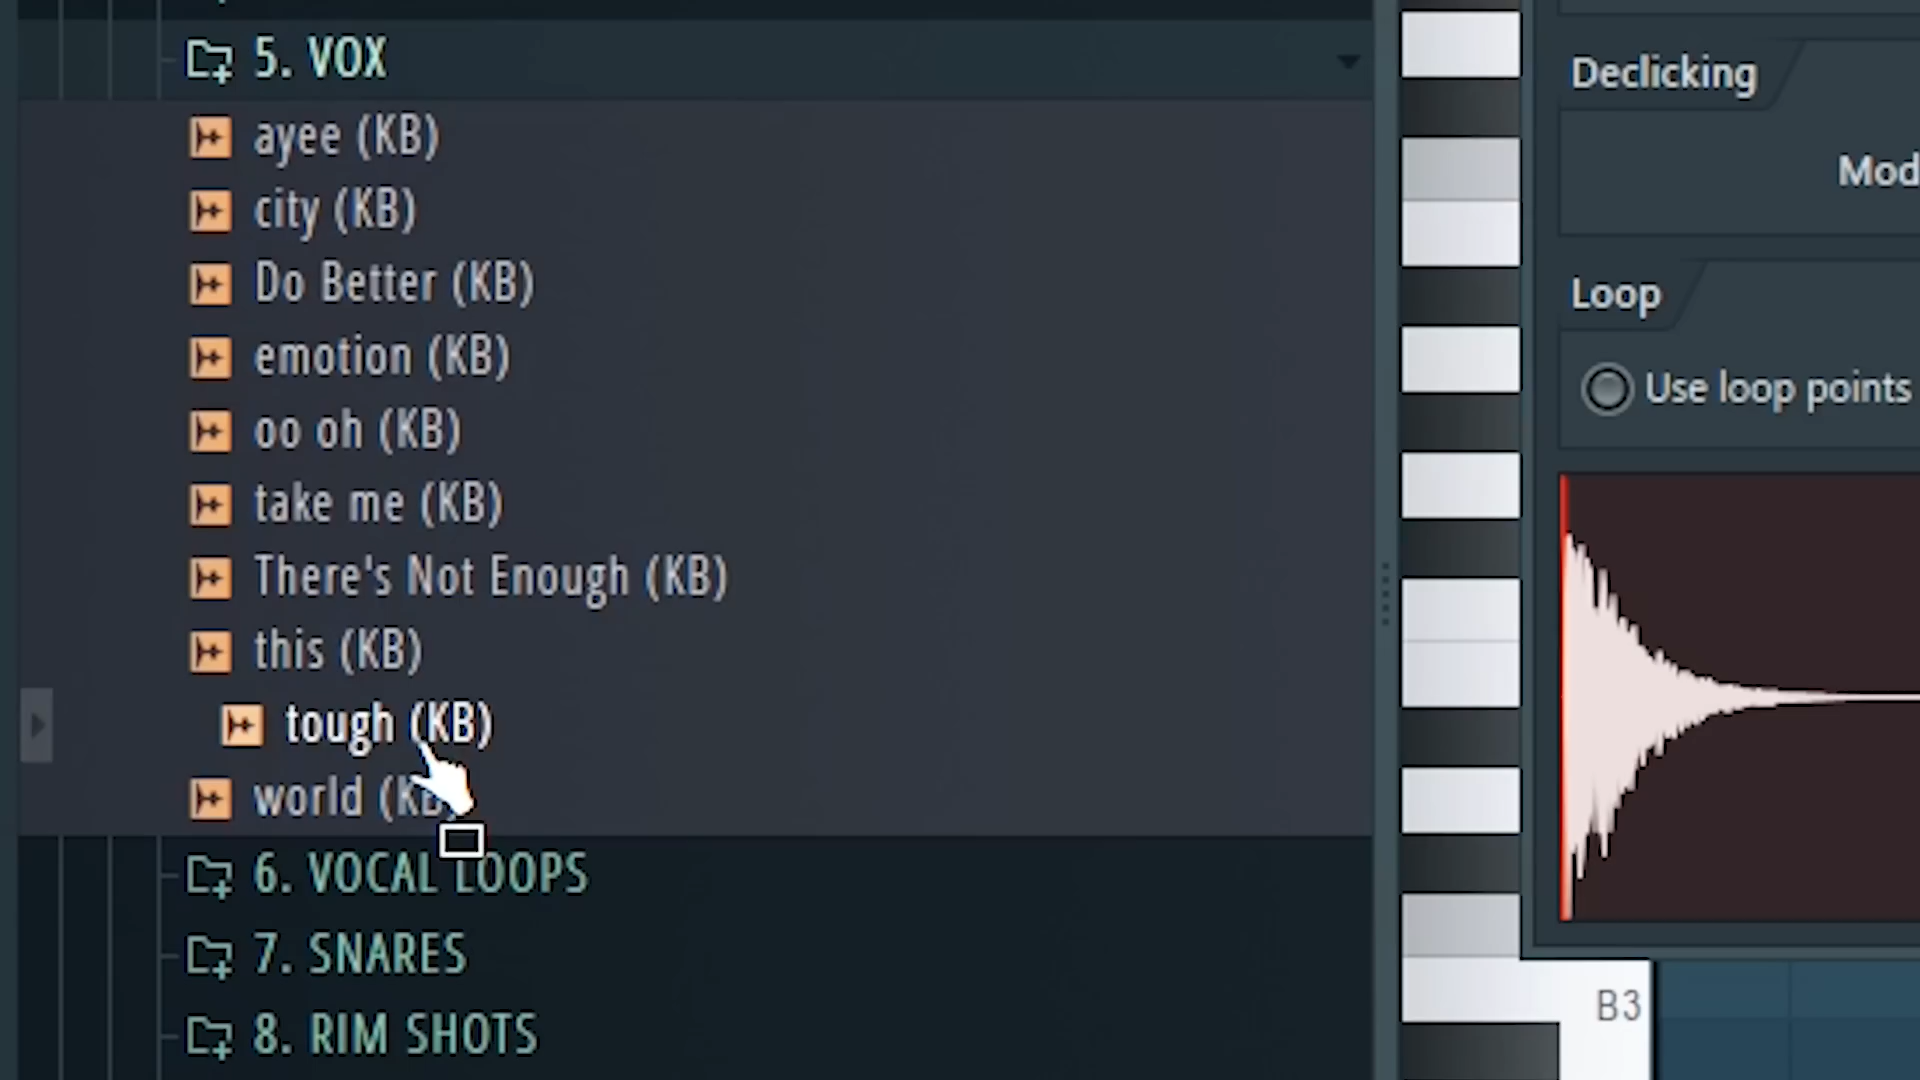 5. VOX
ayee (KB)
city (KB)
Do Better (KB)
emotion (KB)
oo oh (KB)
take me (KB)
There's Not Enough (KB)
this (KB)
tough (KB)
world (KB)
6. VOCAL LOOPS
7. SNARES
8. RIM SHOTS
Declicking
Mod
Loop
Use loop points
B3